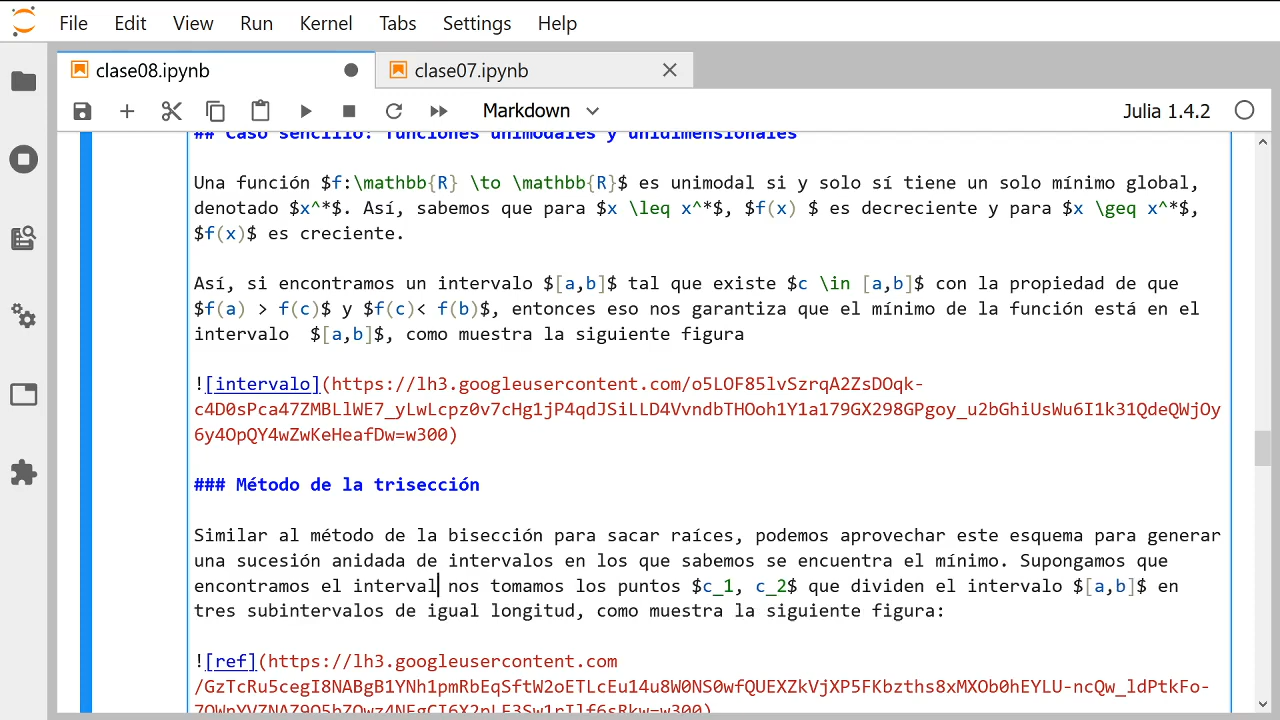 File Edit View Run Kernel Tabs Settings Help
clase08.ipynb
clase07.ipynb
Markdown
Julia 1.4.2
## Caso sencillo: funciones unimodales y unidimensionales
Una función $f:\mathbb{R} \to \mathbb{R}$ es unimodal si y solo sí tiene un solo mínimo global,
denotado $x^*$. Así, sabemos que para $x \leq x^*$, $f(x) $ es decreciente y para $x \geq x^*$,
$f(x)$ es creciente.
Así, si encontramos un intervalo $[a,b]$ tal que existe $c \in [a,b]$ con la propiedad de que
$f(a) > f(c)$ y $f(c)< f(b)$, entonces eso nos garantiza que el mínimo de la función está en el
intervalo  $[a,b]$, como muestra la siguiente figura
![intervalo](https://lh3.googleusercontent.com/o5LOF85lvSzrqA2ZsDOqk-
c4D0sPca47ZMBLlWE7_yLwLcpz0v7cHg1jP4qdJSiLLD4VvndbTHOoh1Y1a179GX298GPgoy_u2bGhiUsWu6I1k31QdeQWjOy
6y4OpQY4wZwKeHeafDw=w300)
### Método de la trisección
Similar al método de la bisección para sacar raíces, podemos aprovechar este esquema para generar
una sucesión anidada de intervalos en los que sabemos se encuentra el mínimo. Supongamos que
encontramos el interval nos tomamos los puntos $c_1, c_2$ que dividen el intervalo $[a,b]$ en
tres subintervalos de igual longitud, como muestra la siguiente figura:
![ref](https://lh3.googleusercontent.com
/GzTcRu5cegI8NABgB1YNh1pmRbEqSftW2oETLcEu14u8W0NS0wfQUEXZkVjXP5FKbzths8xMXOb0hEYLU-ncQw_ldPtkFo-